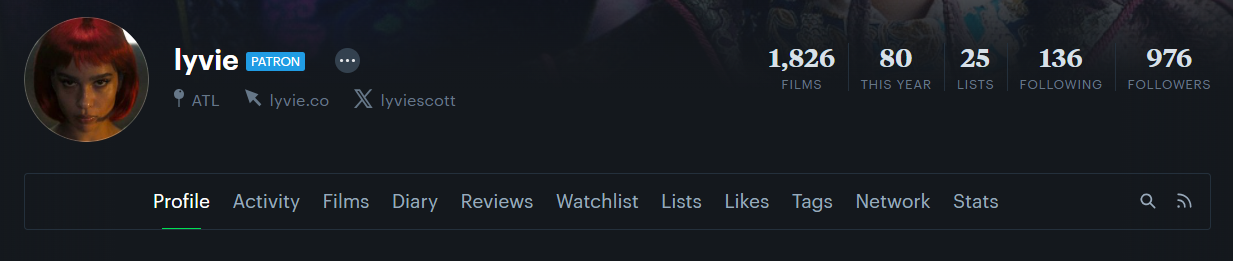 lyvie PATRON
ATL lyvie.co lyviescott
1,826 80 25 136 976
FILMS THIS YEAR LISTS FOLLOWING FOLLOWERS
Profile Activity Films Diary Reviews Watchlist Lists Likes Tags Network Stats